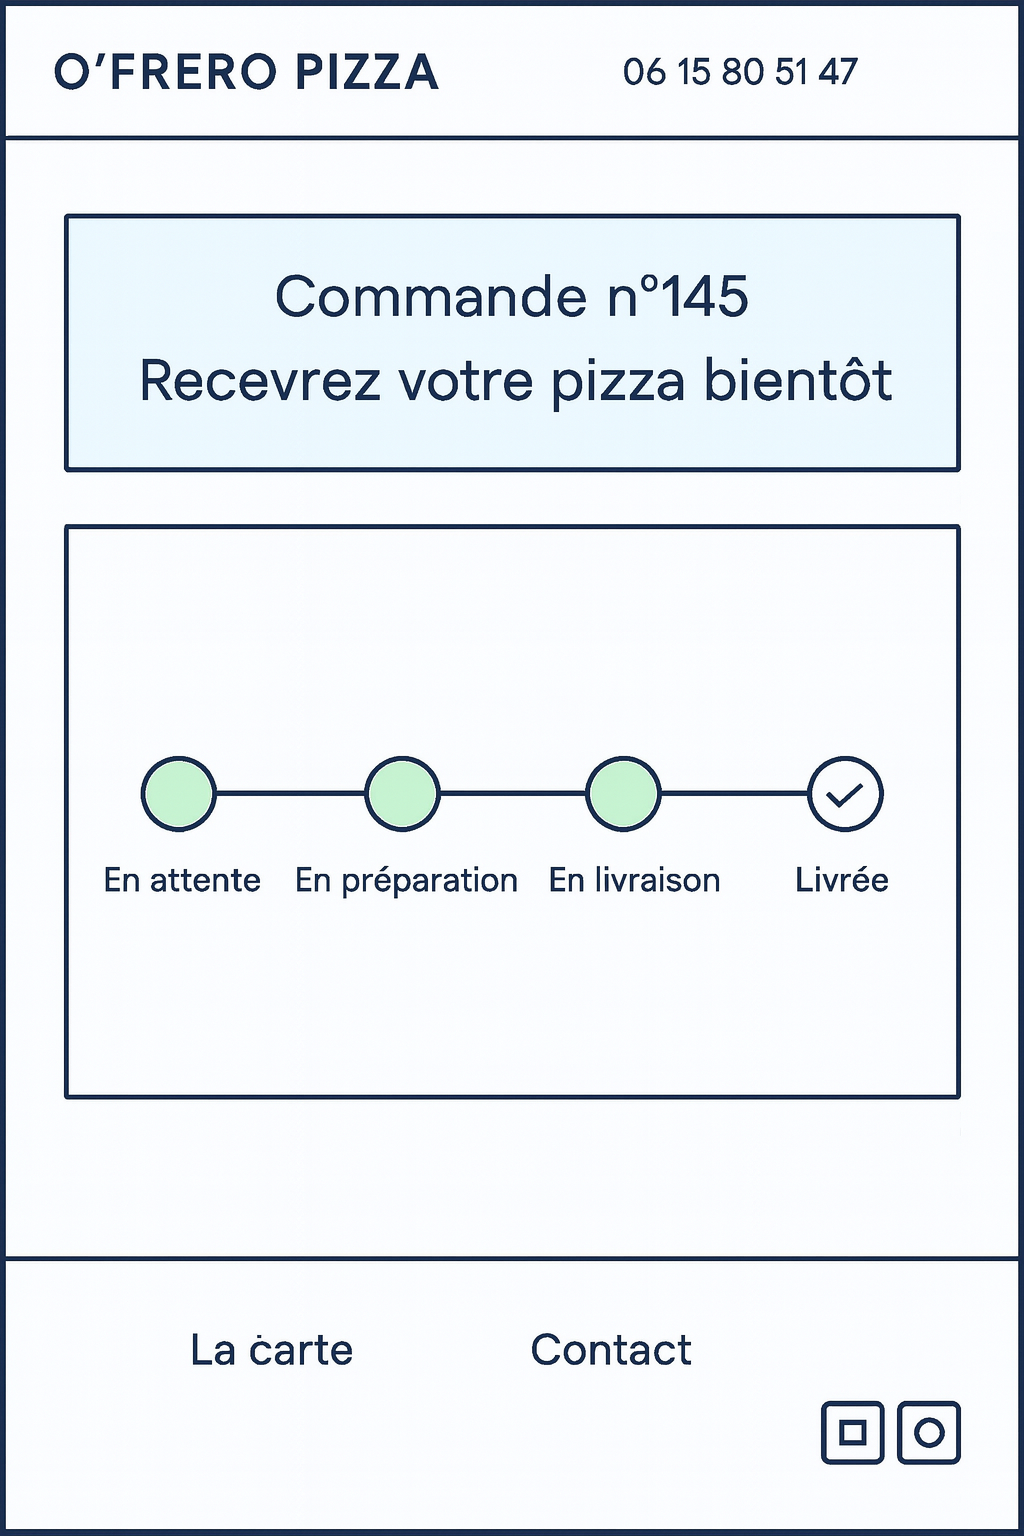 O’FRERO PIZZA
06 15 80 51 47
Commande n°145
Recevrez votre pizza bientôt
En attente
En préparation
En livraison
Livrée
La ċarte
Contact